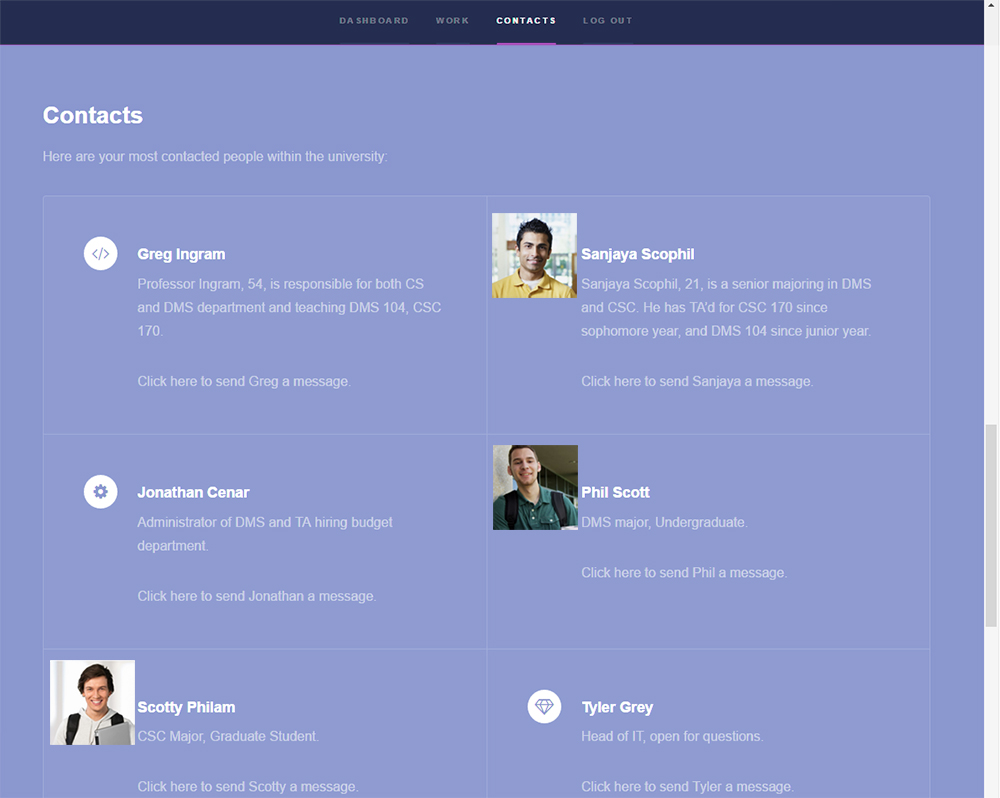 DASHBOARD WORK CONTACTS LOG OUT
Contacts
Here are your most contacted people within the university:
Greg Ingram
Professor Ingram, 54, is responsible for both CS
and DMS department and teaching DMS 104, CSC
170.
Click here to send Greg a message.
Sanjaya Scophil
Sanjaya Scophil, 21, is a senior majoring in DMS
and CSC. He has TA'd for CSC 170 since
sophomore year, and DMS 104 since junior year.
Click here to send Sanjaya a message.
Jonathan Cenar
Administrator of DMS and TA hiring budget
department.
Click here to send Jonathan a message.
Phil Scott
DMS major, Undergraduate.
Click here to send Phil a message.
Scotty Philam
CSC Major, Graduate Student.
Click here to send Scotty a message.
Tyler Grey
Head of IT, open for questions.
Click here to send Tyler a message.